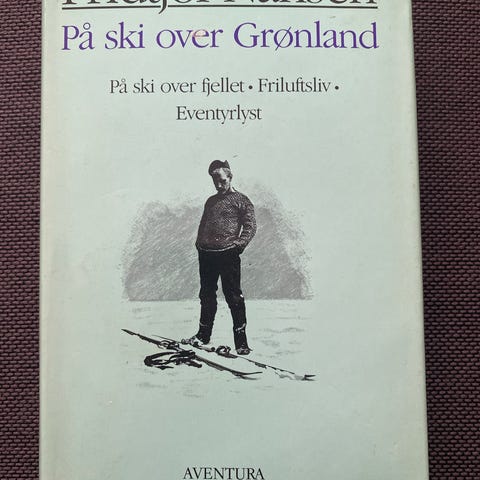 Fridtjof Nansen
På ski over Grønland
På ski over fjellet • Friluftsliv •
Eventyrlyst
AVENTURA